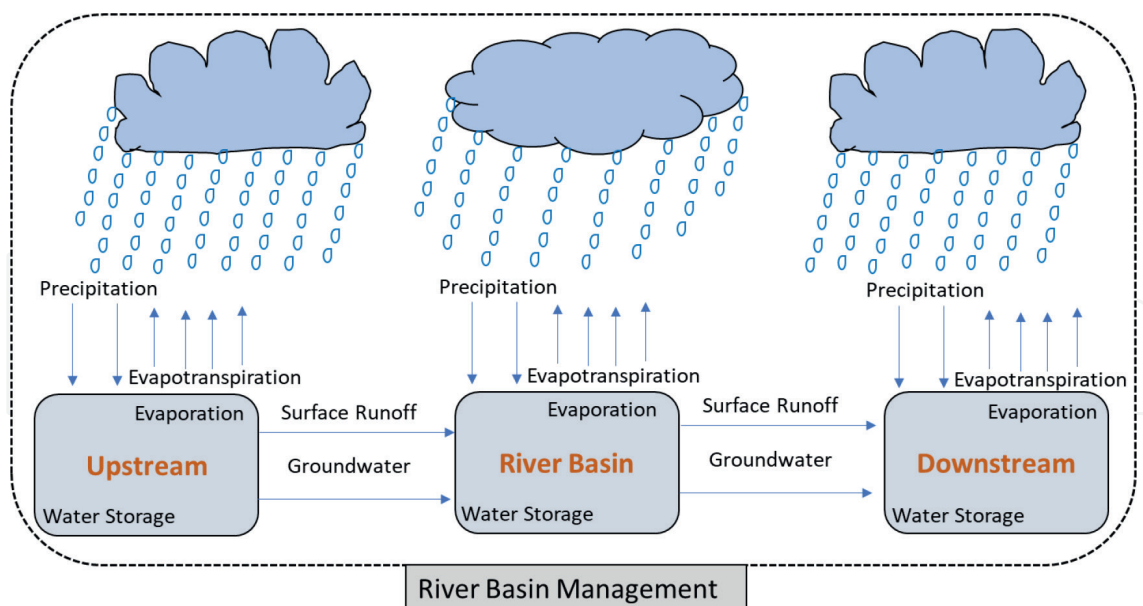 Precipitation
Precipitation
Precipitation
Evapotranspiration
Evapotranspiration
Evapotranspiration
Evaporation
Surface Runoff
Evaporation
Surface Runoff
Evaporation
Upstream
Groundwater
River Basin
Groundwater
Downstream
Water Storage
Water Storage
Water Storage
River Basin Management